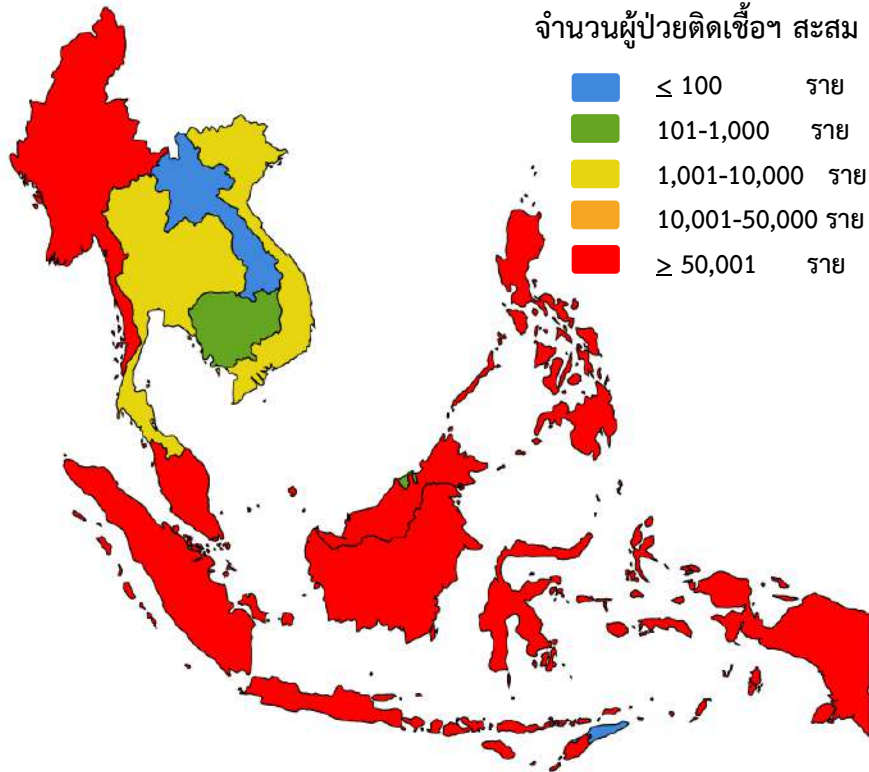 จำนวนผู้ป่วยติดเชื้อฯ สะสม
≤ 100 ราย
101-1,000 ราย
1,001-10,000 ราย
10,001-50,000 ราย
≥ 50,001 ราย